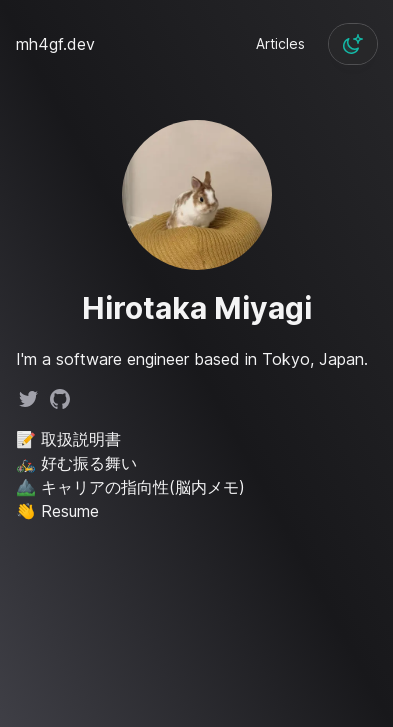 mh4gf.dev
Articles
Hirotaka Miyagi
I'm a software engineer based in Tokyo, Japan.
📝 取扱説明書
🚲 好む振る舞い
⛰️ キャリアの指向性(脳内メモ)
👋 Resume